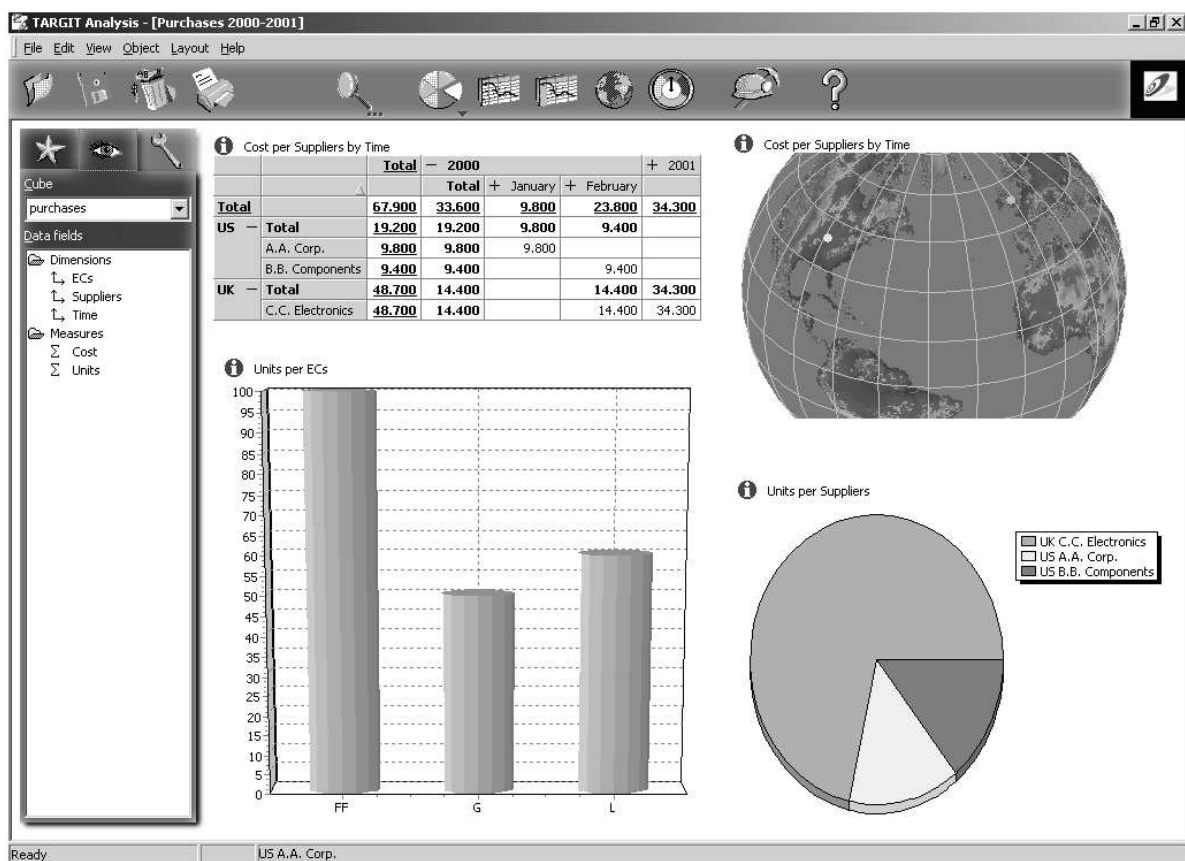 TARGIT Analysis - [Purchases 2000-2001]
File Edit View Object Layout Help
Cube
purchases
Data fields
Dimensions
ECs
Suppliers
Time
Measures
Σ Cost
Σ Units
Cost per Suppliers by Time
Total − 2000 + 2001
Total + January + February
Total 67.900 33.600 9.800 23.800 34.300
US − Total 19.200 19.200 9.800 9.400
A.A. Corp. 9.800 9.800 9.800
B.B. Components 9.400 9.400 9.400
UK − Total 48.700 14.400 14.400 34.300
C.C. Electronics 48.700 14.400 14.400 34.300
Cost per Suppliers by Time
Units per ECs
100
95
90
85
80
75
70
65
60
55
50
45
40
35
30
25
20
15
10
5
0
FF G L
Units per Suppliers
UK C.C. Electronics
US A.A. Corp.
US B.B. Components
Ready US A.A. Corp.